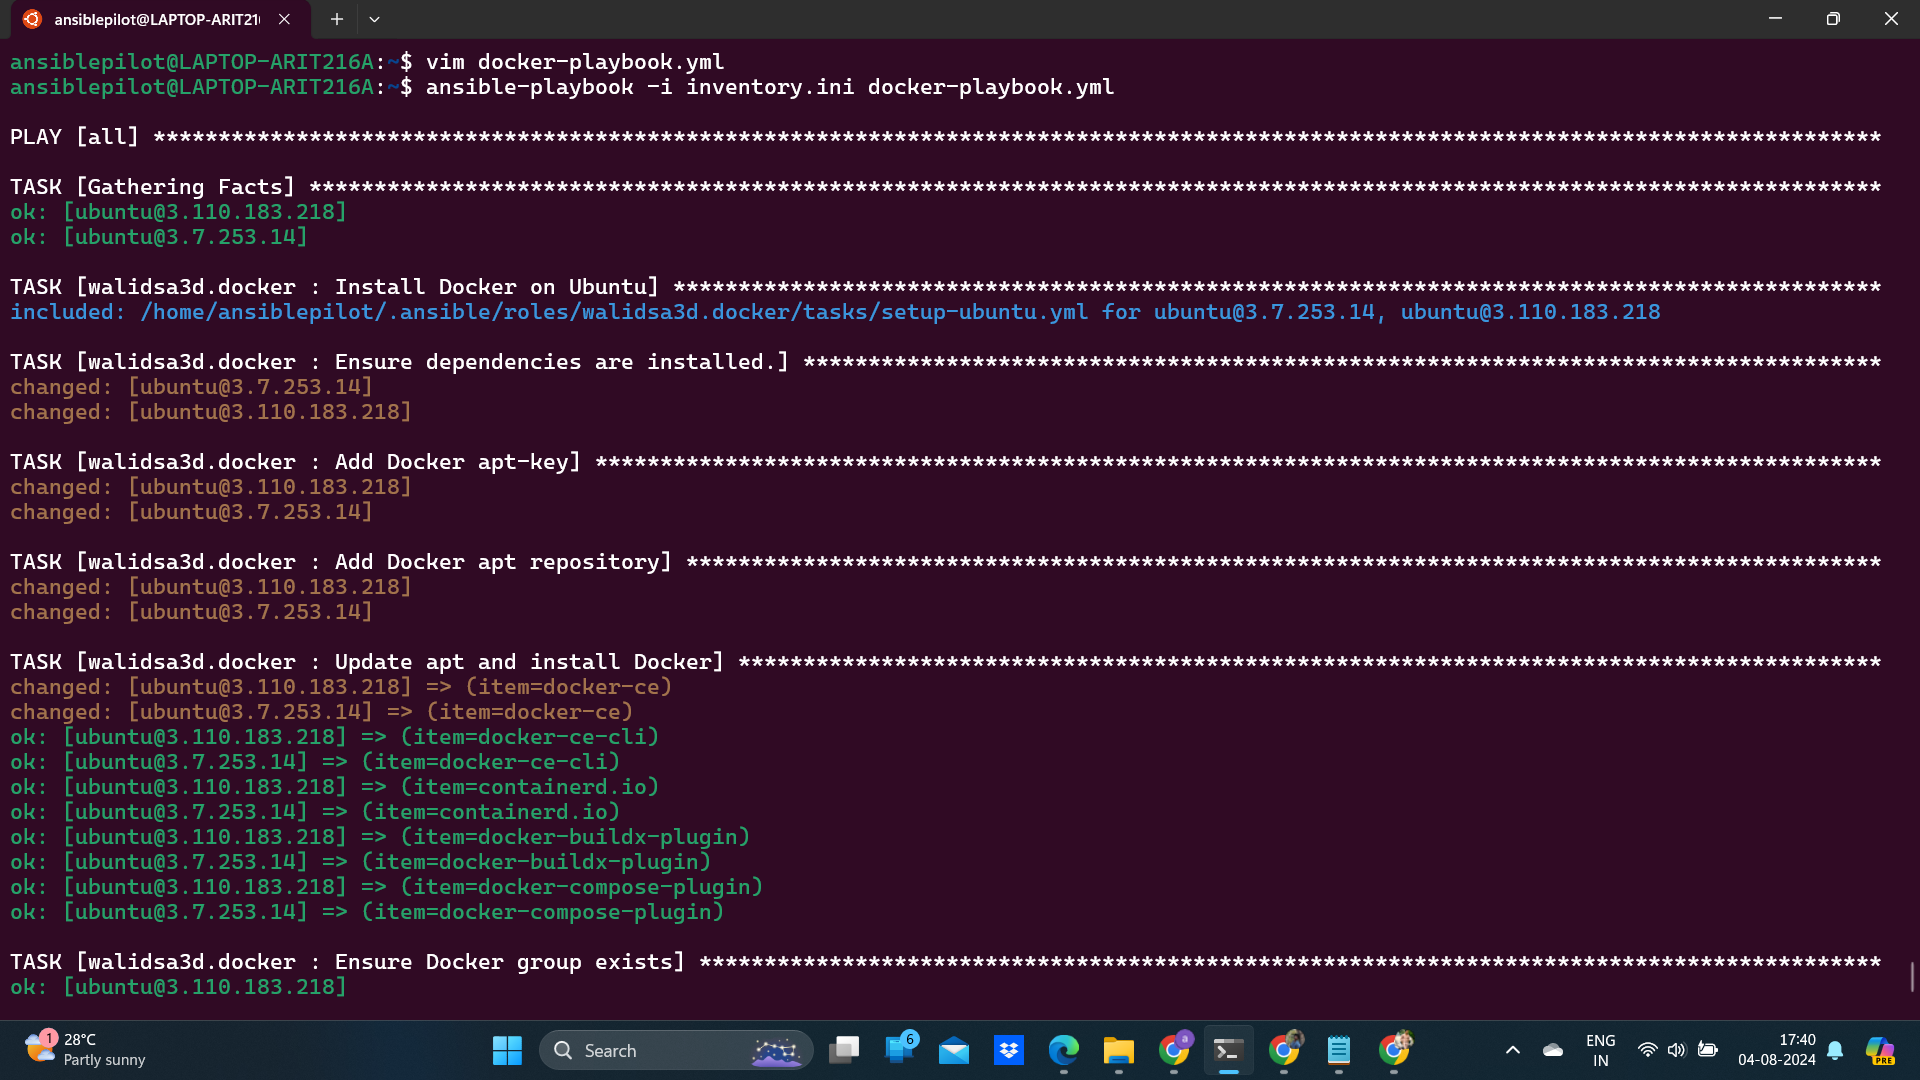 ansiblepilot@LAPTOP-ARIT216
ansiblepilot@LAPTOP-ARIT216A:~$ vim docker-playbook.yml
ansiblepilot@LAPTOP-ARIT216A:~$ ansible-playbook -i inventory.ini docker-playbook.yml
PLAY [all] *************************************************************************************************************************************
TASK [Gathering Facts] *************************************************************************************************************************
ok: [ubuntu@3.110.183.218]
ok: [ubuntu@3.7.253.14]
TASK [walidsa3d.docker : Install Docker on Ubuntu] *********************************************************************************************
included: /home/ansiblepilot/.ansible/roles/walidsa3d.docker/tasks/setup-ubuntu.yml for ubuntu@3.7.253.14, ubuntu@3.110.183.218
TASK [walidsa3d.docker : Ensure dependencies are installed.] ***********************************************************************************
changed: [ubuntu@3.7.253.14]
changed: [ubuntu@3.110.183.218]
TASK [walidsa3d.docker : Add Docker apt-key] ***************************************************************************************************
changed: [ubuntu@3.110.183.218]
changed: [ubuntu@3.7.253.14]
TASK [walidsa3d.docker : Add Docker apt repository] ********************************************************************************************
changed: [ubuntu@3.110.183.218]
changed: [ubuntu@3.7.253.14]
TASK [walidsa3d.docker : Update apt and install Docker] ****************************************************************************************
changed: [ubuntu@3.110.183.218] => (item=docker-ce)
changed: [ubuntu@3.7.253.14] => (item=docker-ce)
ok: [ubuntu@3.110.183.218] => (item=docker-ce-cli)
ok: [ubuntu@3.7.253.14] => (item=docker-ce-cli)
ok: [ubuntu@3.110.183.218] => (item=containerd.io)
ok: [ubuntu@3.7.253.14] => (item=containerd.io)
ok: [ubuntu@3.110.183.218] => (item=docker-buildx-plugin)
ok: [ubuntu@3.7.253.14] => (item=docker-buildx-plugin)
ok: [ubuntu@3.110.183.218] => (item=docker-compose-plugin)
ok: [ubuntu@3.7.253.14] => (item=docker-compose-plugin)
TASK [walidsa3d.docker : Ensure Docker group exists] *******************************************************************************************
ok: [ubuntu@3.110.183.218]
1
28°C
Partly sunny
Search
6
a
ENG
IN
17:40
04-08-2024
PRE